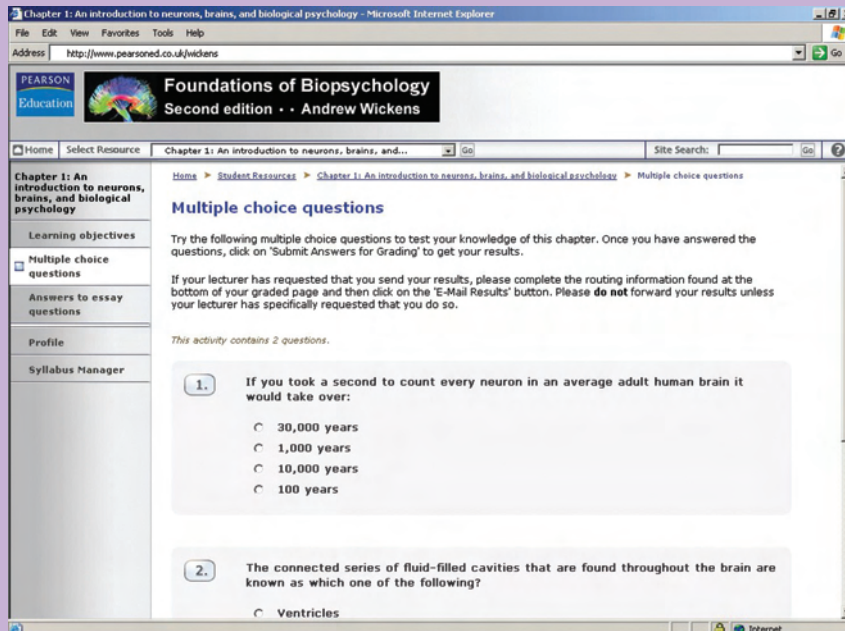 Chapter 1: An introduction to neurons, brains, and biological psychology - Microsoft Internet Explorer
File Edit View Favorites Tools Help
Address http://www.pearsoned.co.uk/wickens Go
PEARSON
Education
Foundations of Biopsychology
Second edition · · Andrew Wickens
Home Select Resource Chapter 1: An introduction to neurons, brains, and... Go Site Search: Go ?
Chapter 1: An
introduction to neurons,
brains, and biological
psychology
Learning objectives
Multiple choice
questions
Answers to essay
questions
Profile
Syllabus Manager
Home Student Resources Chapter 1: An introduction to neurons, brains, and biological psychology Multiple choice questions
Multiple choice questions
Try the following multiple choice questions to test your knowledge of this chapter. Once you have answered the
questions, click on 'Submit Answers for Grading' to get your results.
If your lecturer has requested that you send your results, please complete the routing information found at the
bottom of your graded page and then click on the 'E-Mail Results' button. Please do not forward your results unless
your lecturer has specifically requested that you do so.
This activity contains 2 questions.
1. If you took a second to count every neuron in an average adult human brain it
would take over:
30,000 years
1,000 years
10,000 years
100 years
2. The connected series of fluid-filled cavities that are found throughout the brain are
known as which one of the following?
Ventricles
Internet